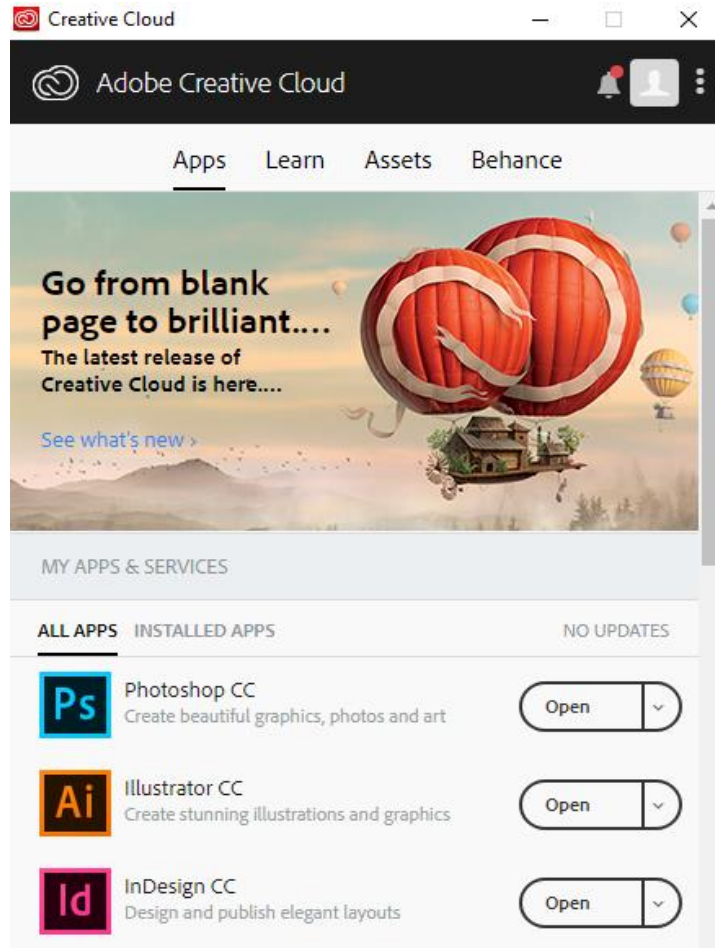 Creative Cloud
Adobe Creative Cloud
Apps Learn Assets Behance
Go from blank
page to brilliant....
The latest release of
Creative Cloud is here....
See what's new ›
MY APPS & SERVICES
ALL APPS INSTALLED APPS NO UPDATES
Ps Photoshop CC
Create beautiful graphics, photos and art
Open
Ai Illustrator CC
Create stunning illustrations and graphics
Open
Id InDesign CC
Design and publish elegant layouts
Open